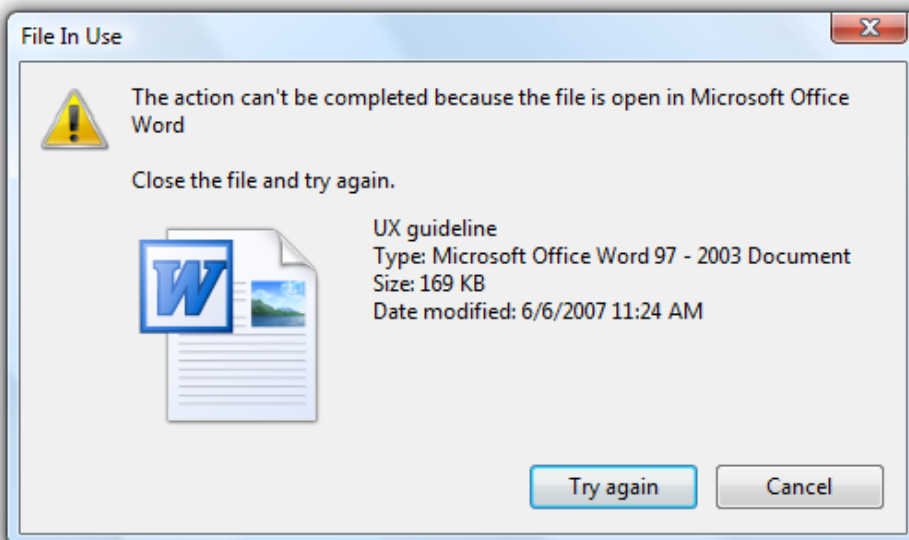 File In Use
The action can't be completed because the file is open in Microsoft Office
Word
Close the file and try again.
UX guideline
Type: Microsoft Office Word 97 - 2003 Document
Size: 169 KB
Date modified: 6/6/2007 11:24 AM
W
Try again
Cancel